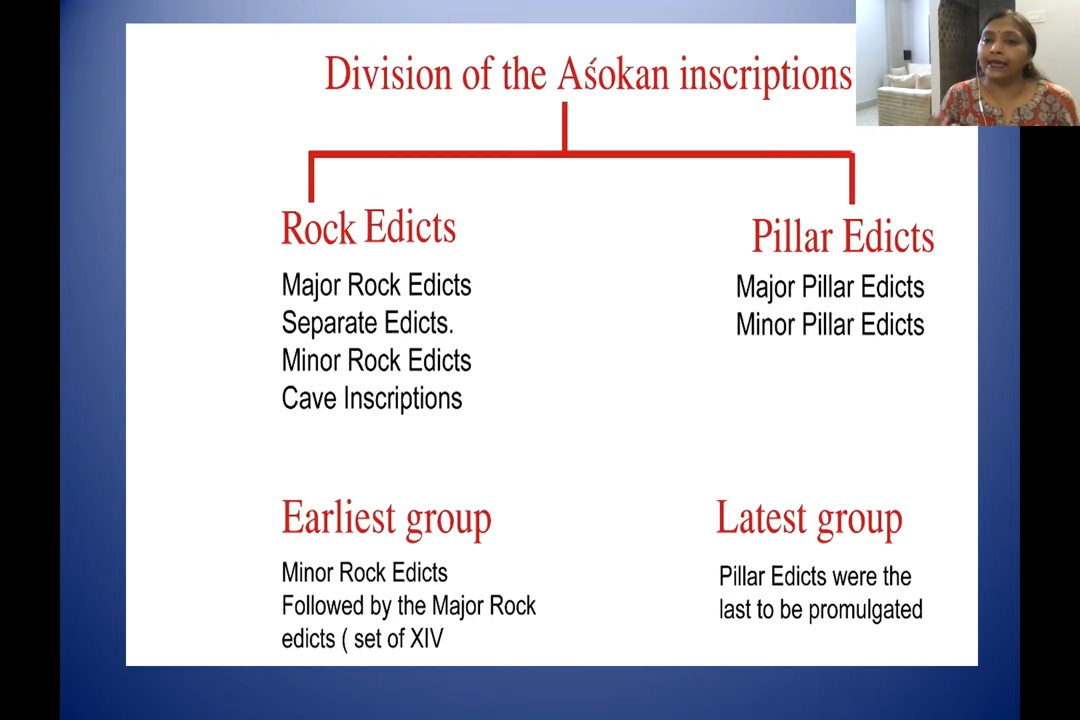 Division of the Aśokan inscriptions
Rock Edicts
Major Rock Edicts
Separate Edicts.
Minor Rock Edicts
Cave Inscriptions
Pillar Edicts
Major Pillar Edicts
Minor Pillar Edicts
Earliest group
Minor Rock Edicts
Followed by the Major Rock
edicts ( set of XIV
Latest group
Pillar Edicts were the
last to be promulgated